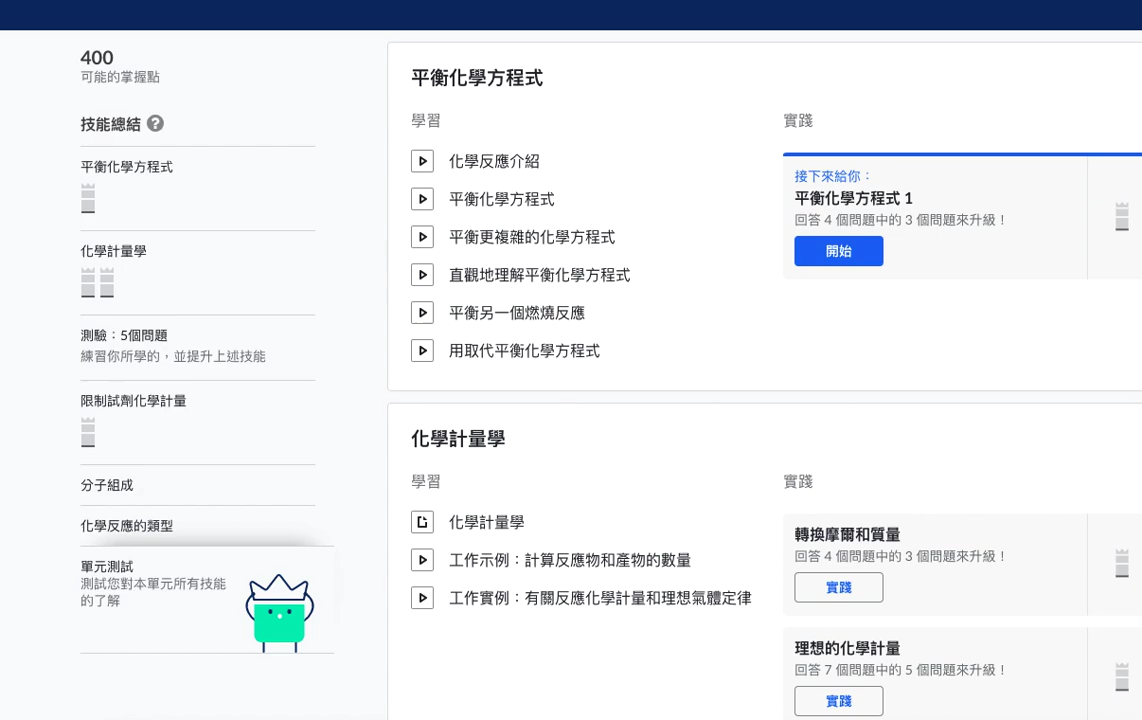 400
可能的掌握點
技能總結 ?
平衡化學方程式
化學計量學
測驗：5個問題
練習你所學的，並提升上述技能
限制試劑化學計量
分子組成
化學反應的類型
單元測試
測試您對本單元所有技能
的了解
平衡化學方程式
學習
化學反應介紹
平衡化學方程式
平衡更複雜的化學方程式
直觀地理解平衡化學方程式
平衡另一個燃燒反應
用取代平衡化學方程式
實踐
接下來給你：
平衡化學方程式 1
回答 4 個問題中的 3 個問題來升級！
開始
化學計量學
學習
化學計量學
工作示例：計算反應物和產物的數量
工作實例：有關反應化學計量和理想氣體定律
實踐
轉換摩爾和質量
回答 4 個問題中的 3 個問題來升級！
實踐
理想的化學計量
回答 7 個問題中的 5 個問題來升級！
實踐